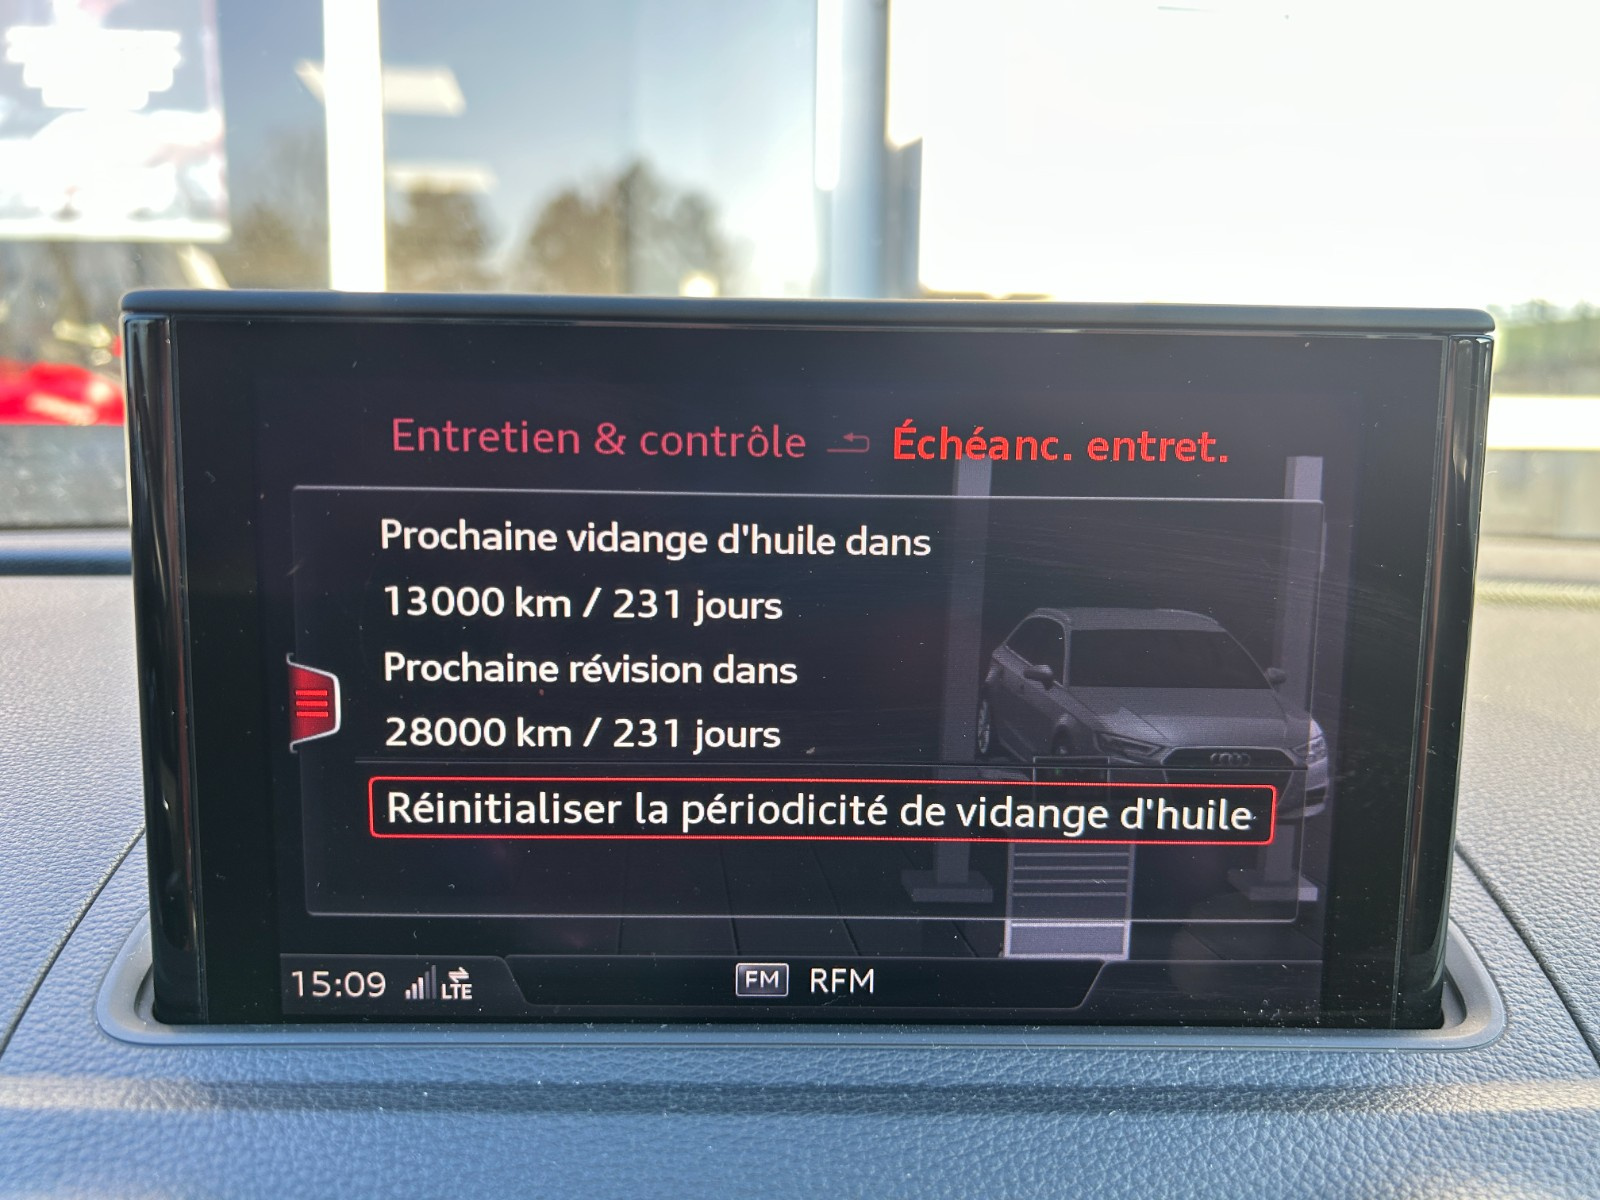 Entretien & contrôle Échéanc. entret.
Prochaine vidange d'huile dans
13000 km / 231 jours
Prochaine révision dans
28000 km / 231 jours
Réinitialiser la périodicité de vidange d'huile
15:09 LTE FM RFM